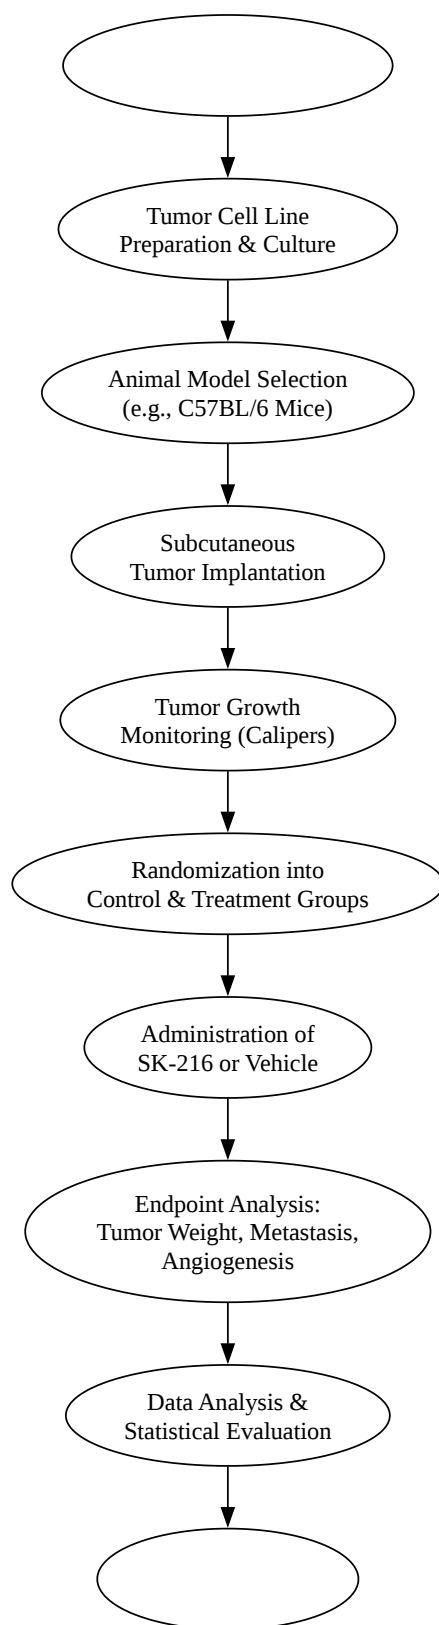 Tumor Cell Line
Preparation & Culture
Animal Model Selection
(e.g., C57BL/6 Mice)
Subcutaneous
Tumor Implantation
Tumor Growth
Monitoring (Calipers)
Randomization into
Control & Treatment Groups
Administration of
SK-216 or Vehicle
Endpoint Analysis:
Tumor Weight, Metastasis,
Angiogenesis
Data Analysis &
Statistical Evaluation